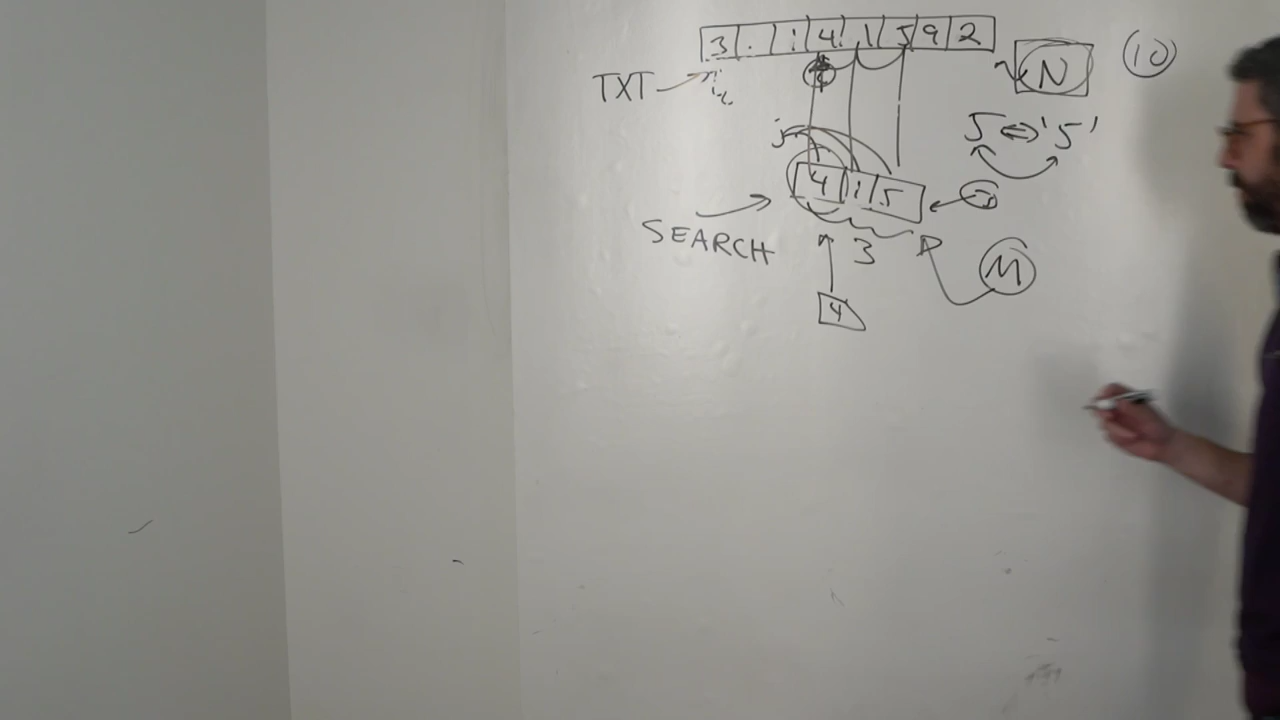 3 . 1 4 1 5 9 2
N
10
TXT
i
5 ↔ '5'
j
4 1 5
SEARCH
3
M
4